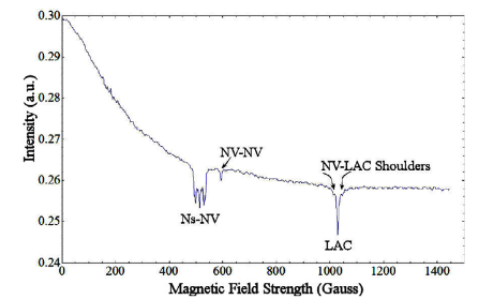 0.30
0.29
0.28
0.27
0.26
0.25
0.24
Intensity (a.u.)
NV-NV
NV-LAC Shoulders
Ns-NV
LAC
0 200 400 600 800 1000 1200 1400
Magnetic Field Strength (Gauss)